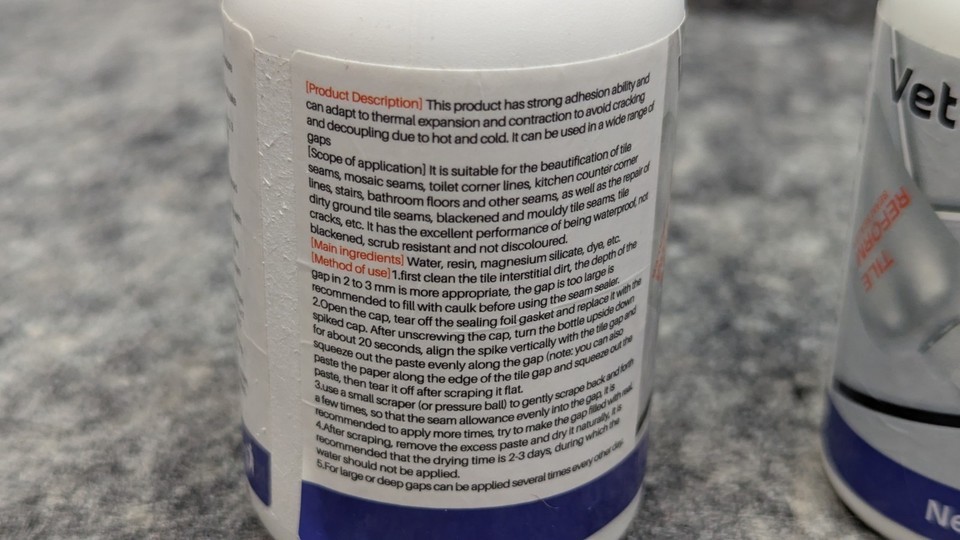 [Product Description] This product has strong adhesion ability and
can adapt to thermal expansion and contraction to avoid cracking
and decoupling due to hot and cold. It can be used in a wide range of
gaps
[Scope of application] It is suitable for the beautification of tile
seams, mosaic seams, toilet corner lines, kitchen counter corner
lines, stairs, bathroom floors and other seams, as well as the repair of
dirty ground tile seams, blackened and mouldy tile seams, tile
cracks, etc. It has the excellent performance of being waterproof, not
blackened, scrub resistant and not discoloured.
[Main ingredients] Water, resin, magnesium silicate, dye, etc.
[Method of use] 1.first clean the tile interstitial dirt, the depth of the
gap in 2 to 3 mm is more appropriate, the gap is too large is
recommended to fill with caulk before using the seam sealer.
2.Open the cap, tear off the sealing foil gasket and replace it with the
spiked cap. After unscrewing the cap, turn the bottle upside down
for about 20 seconds, align the spike vertically with the tile gap and
squeeze out the paste evenly along the gap (note: you can also
paste the paper along the edge of the tile gap and squeeze out the
paste, then tear it off after scraping it flat.
3.use a small scraper (or pressure ball) to gently scrape back and forth
a few times, so that the seam allowance evenly into the gap, it is
recommended to apply more times, try to make the gap filled with real.
4.After scraping, remove the excess paste and dry it naturally, it is
recommended that the drying time is 2-3 days, during which the
water should not be applied.
5.For large or deep gaps can be applied several times every other day.
Vet
REFORM
TILE
Ne